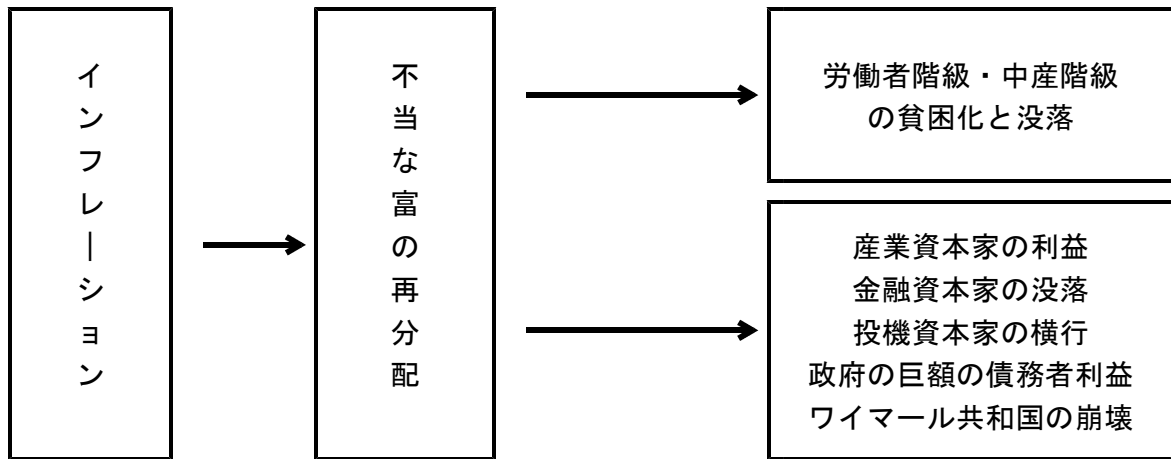 インフレーション
不当な富の再分配
労働者階級・中産階級
の貧困化と没落
産業資本家の利益
金融資本家の没落
投機資本家の横行
政府の巨額の債務者利益
ワイマール共和国の崩壊